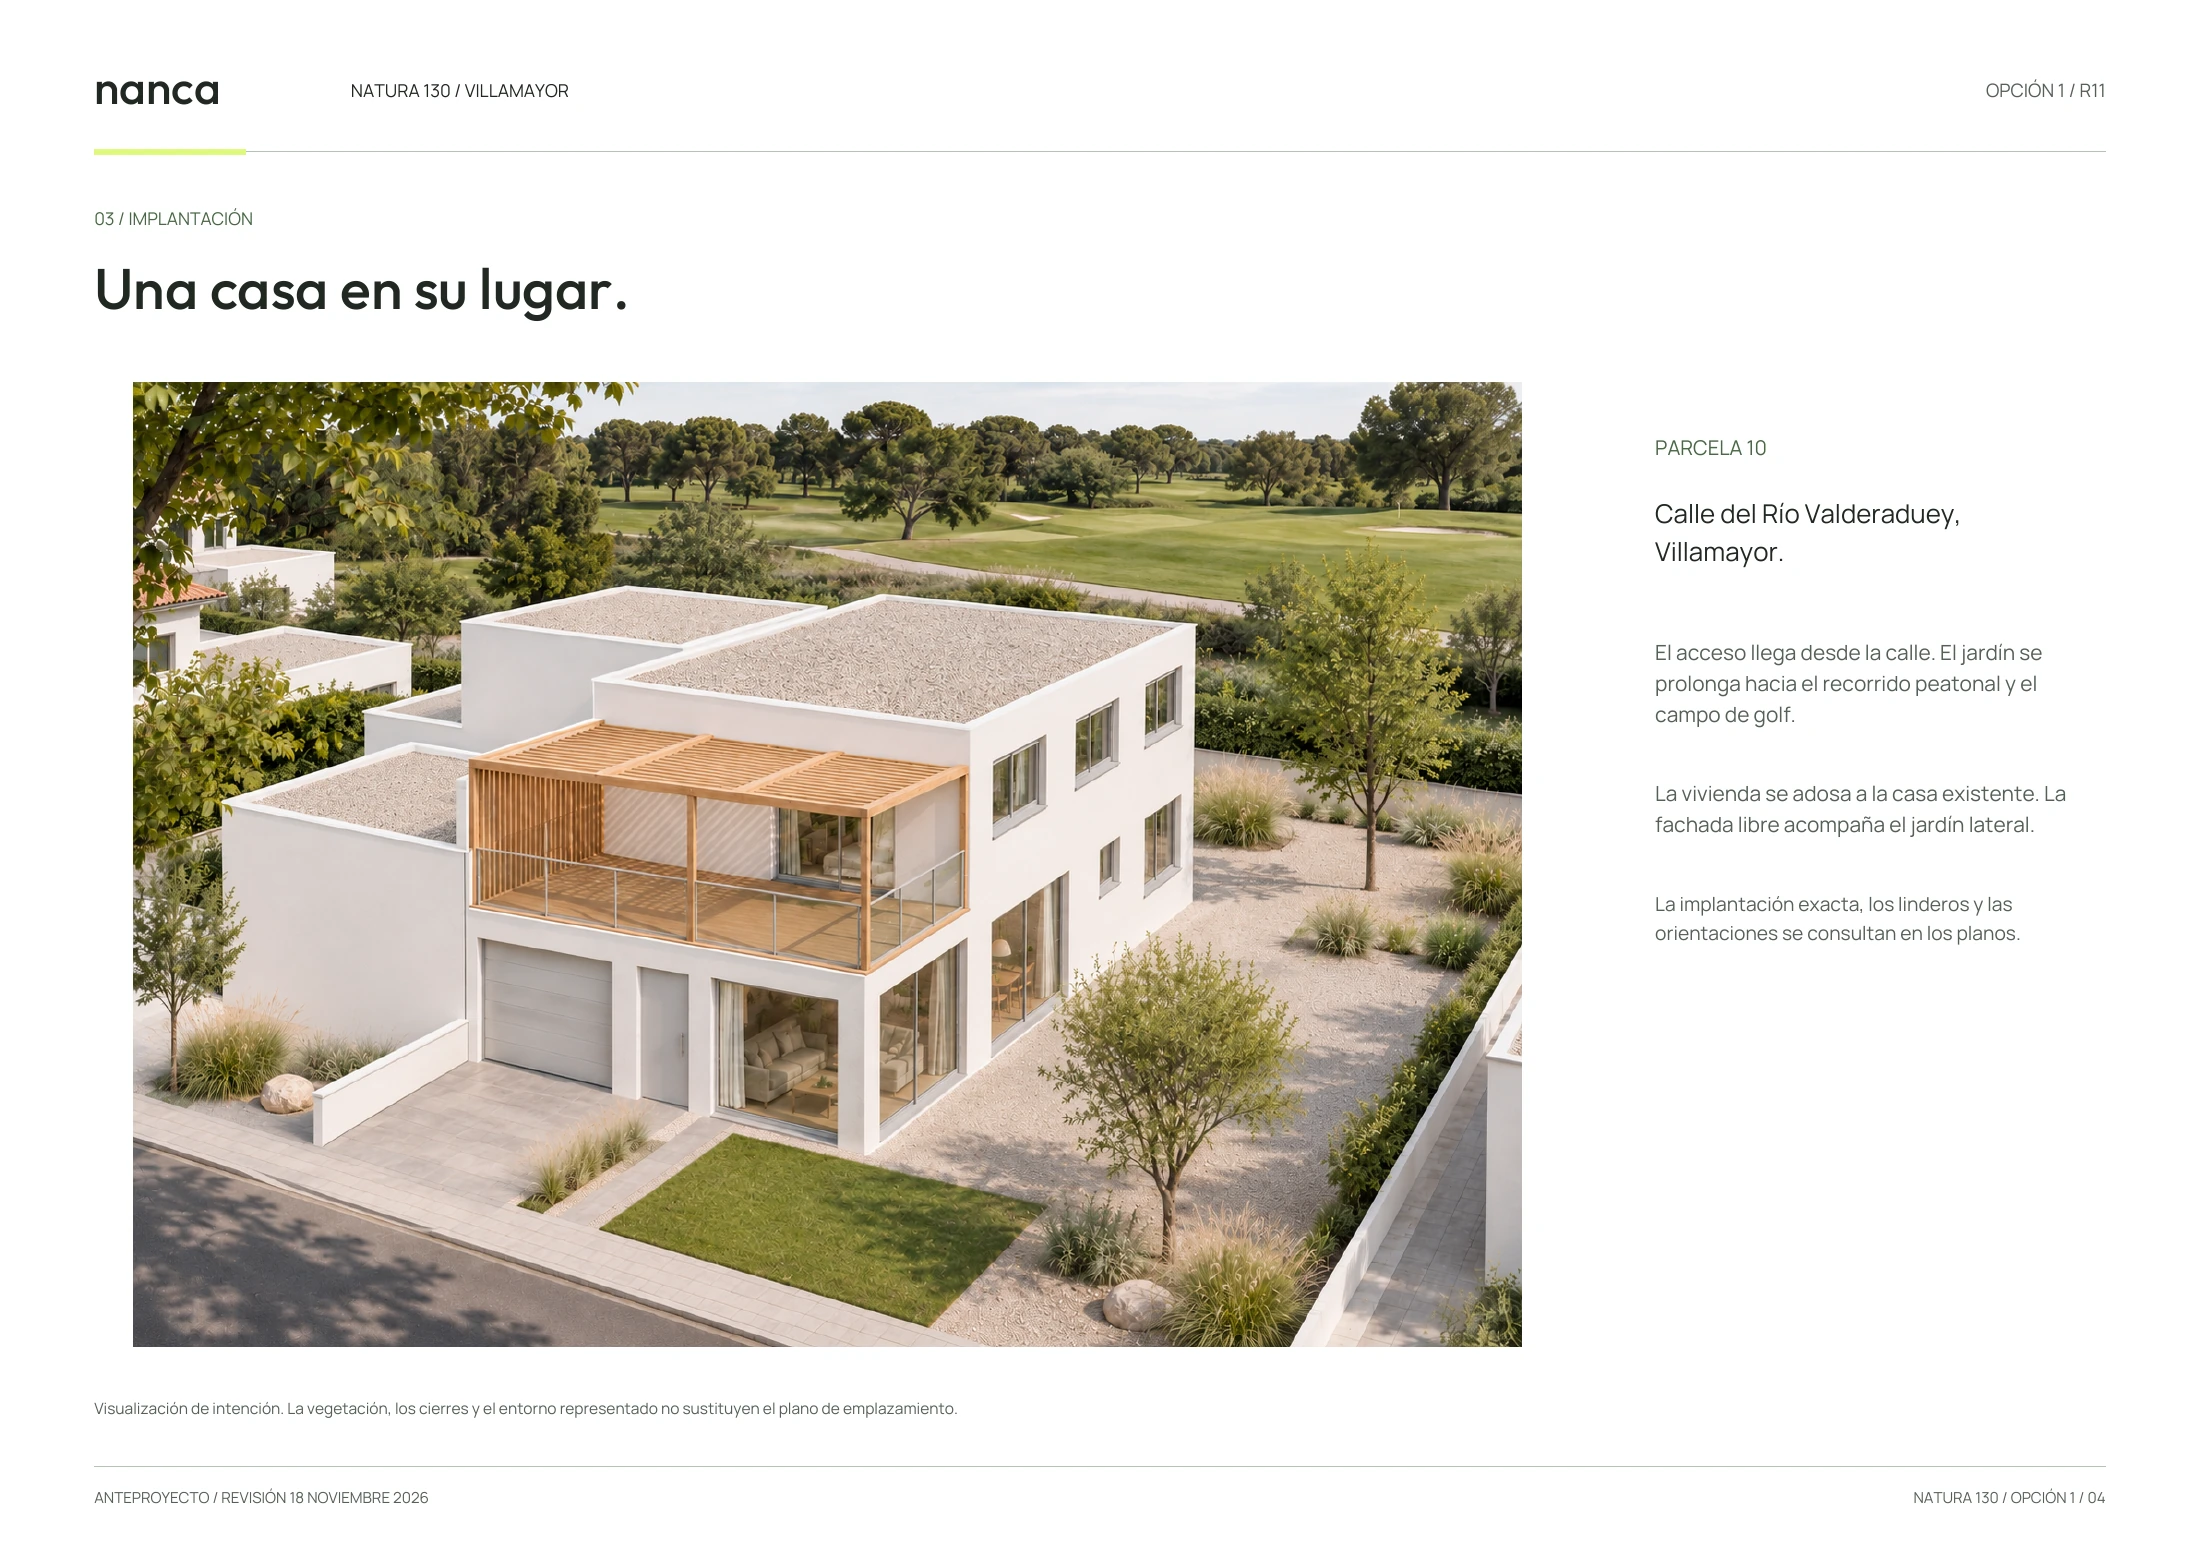 nanca
NATURA 130 / VILLAMAYOR
OPCIÓN 1 / R11
03 / IMPLANTACIÓN
Una casa en su lugar.
PARCELA 10
Calle del Río Valderaduey,
Villamayor.
El acceso llega desde la calle. El jardín se
prolonga hacia el recorrido peatonal y el
campo de golf.
La vivienda se adosa a la casa existente. La
fachada libre acompaña el jardín lateral.
La implantación exacta, los linderos y las
orientaciones se consultan en los planos.
Visualización de intención. La vegetación, los cierres y el entorno representado no sustituyen el plano de emplazamiento.
ANTEPROYECTO / REVISIÓN 18 NOVIEMBRE 2026
NATURA 130 / OPCIÓN 1 / 04